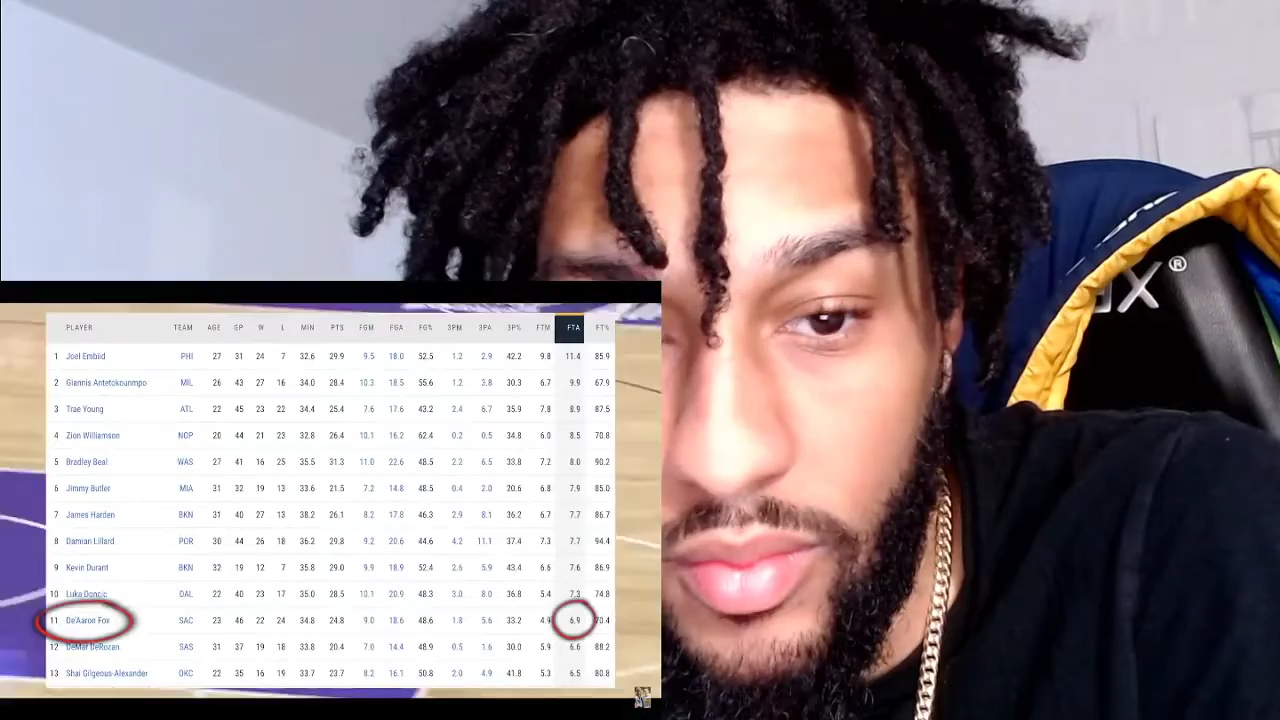 X®
PLAYER TEAM AGE GP W L MIN PTS FGM FGA FG% 3PM 3PA 3P% FTM FTA FT%
1 Joel Embiid PHI 27 31 24 7 32.6 29.9 9.5 18.0 52.5 1.2 2.9 42.2 9.8 11.4 85.9
2 Giannis Antetokounmpo MIL 26 43 27 16 34.0 28.4 10.3 18.5 55.6 1.2 3.8 30.3 6.7 9.9 67.9
3 Trae Young ATL 22 45 23 22 34.4 25.4 7.6 17.6 43.2 2.4 6.7 35.9 7.8 8.9 87.5
4 Zion Williamson NOP 20 44 21 23 32.8 26.4 10.1 16.2 62.4 0.2 0.5 34.8 6.0 8.5 70.8
5 Bradley Beal WAS 27 41 16 25 35.5 31.3 11.0 22.6 48.5 2.2 6.5 33.8 7.2 8.0 90.2
6 Jimmy Butler MIA 31 32 19 13 33.6 21.5 7.2 14.8 48.5 0.4 2.0 20.6 6.8 7.9 85.0
7 James Harden BKN 31 40 27 13 38.2 26.1 8.2 17.8 46.3 2.9 8.1 36.2 6.7 7.7 86.7
8 Damian Lillard POR 30 44 26 18 36.2 29.8 9.2 20.6 44.6 4.2 11.1 37.4 7.3 7.7 94.4
9 Kevin Durant BKN 32 19 12 7 35.8 29.0 9.9 18.9 52.4 2.6 5.9 43.4 6.6 7.6 86.9
10 Luka Doncic DAL 22 40 23 17 35.0 28.5 10.1 20.9 48.3 3.0 8.0 36.8 5.4 7.3 74.8
11 De'Aaron Fox SAC 23 46 22 24 34.8 24.8 9.0 18.6 48.6 1.8 5.6 33.2 4.9 6.9 70.4
12 DeMar DeRozan SAS 31 37 19 18 33.8 20.4 7.0 14.4 48.9 0.5 1.6 30.0 5.9 6.6 88.2
13 Shai Gilgeous-Alexander OKC 22 35 16 19 33.7 23.7 8.2 16.1 50.8 2.0 4.9 41.8 5.3 6.5 80.8